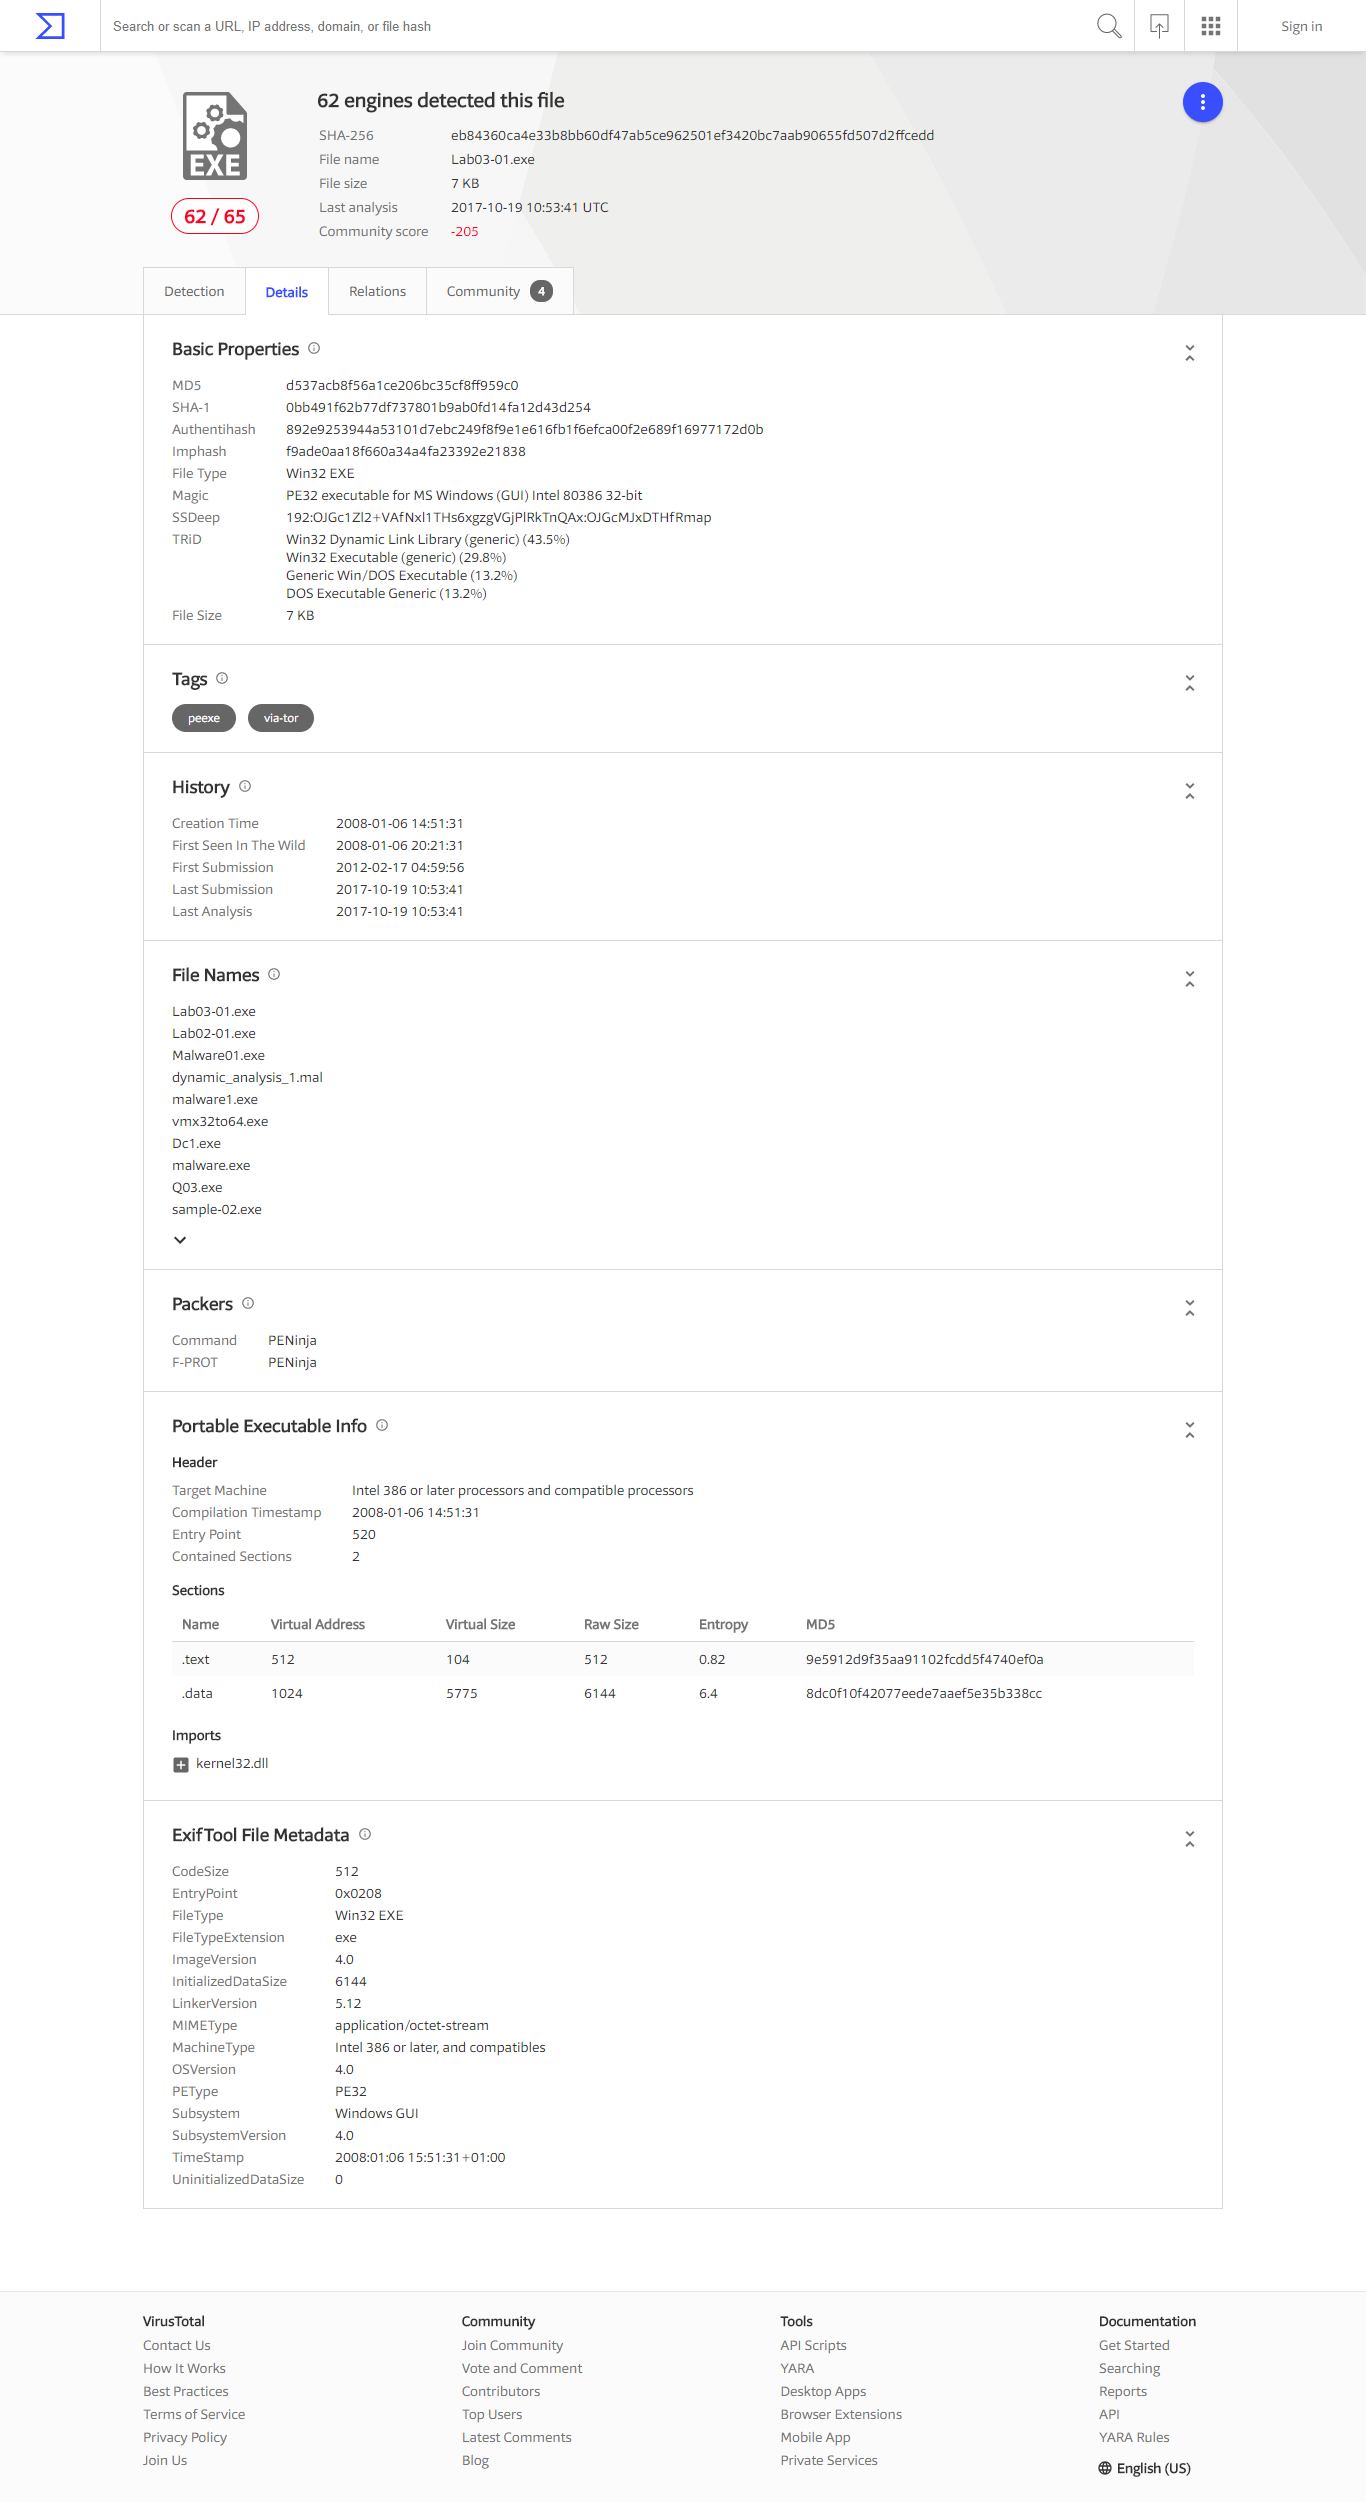 Search or scan a URL, IP address, domain, or file hash
Sign in
EXE
62 / 65
62 engines detected this file
SHA-256 eb84360ca4e33b8bb60df47ab5ce962501ef3420bc7aab90655fd507d2ffcedd
File name Lab03-01.exe
File size 7 KB
Last analysis 2017-10-19 10:53:41 UTC
Community score -205
Detection Details Relations Community 4
Basic Properties
MD5 d537acb8f56a1ce206bc35cf8ff959c0
SHA-1 0bb491f62b77df737801b9ab0fd14fa12d43d254
Authentihash 892e9253944a53101d7ebc249f8f9e1e616fb1f6efca00f2e689f16977172d0b
Imphash f9ade0aa18f660a34a4fa23392e21838
File Type Win32 EXE
Magic PE32 executable for MS Windows (GUI) Intel 80386 32-bit
SSDeep 192:OJGc1Zl2+VAfNxl1THs6xgzgVGjPlRkTnQAx:OJGcMJxDTHfRmap
TRiD Win32 Dynamic Link Library (generic) (43.5%)
Win32 Executable (generic) (29.8%)
Generic Win/DOS Executable (13.2%)
DOS Executable Generic (13.2%)
File Size 7 KB
Tags
peexe via-tor
History
Creation Time 2008-01-06 14:51:31
First Seen In The Wild 2008-01-06 20:21:31
First Submission 2012-02-17 04:59:56
Last Submission 2017-10-19 10:53:41
Last Analysis 2017-10-19 10:53:41
File Names
Lab03-01.exe
Lab02-01.exe
Malware01.exe
dynamic_analysis_1.mal
malware1.exe
vmx32to64.exe
Dc1.exe
malware.exe
Q03.exe
sample-02.exe
Packers
Command PENinja
F-PROT PENinja
Portable Executable Info
Header
Target Machine Intel 386 or later processors and compatible processors
Compilation Timestamp 2008-01-06 14:51:31
Entry Point 520
Contained Sections 2
Sections
Name Virtual Address Virtual Size Raw Size Entropy MD5
.text 512 104 512 0.82 9e5912d9f35aa91102fcdd5f4740ef0a
.data 1024 5775 6144 6.4 8dc0f10f42077eede7aaef5e35b338cc
Imports
kernel32.dll
ExifTool File Metadata
CodeSize 512
EntryPoint 0x0208
FileType Win32 EXE
FileTypeExtension exe
ImageVersion 4.0
InitializedDataSize 6144
LinkerVersion 5.12
MIMEType application/octet-stream
MachineType Intel 386 or later, and compatibles
OSVersion 4.0
PEType PE32
Subsystem Windows GUI
SubsystemVersion 4.0
TimeStamp 2008:01:06 15:51:31+01:00
UninitializedDataSize 0
VirusTotal
Contact Us
How It Works
Best Practices
Terms of Service
Privacy Policy
Join Us
Community
Join Community
Vote and Comment
Contributors
Top Users
Latest Comments
Blog
Tools
API Scripts
YARA
Desktop Apps
Browser Extensions
Mobile App
Private Services
Documentation
Get Started
Searching
Reports
API
YARA Rules
English (US)